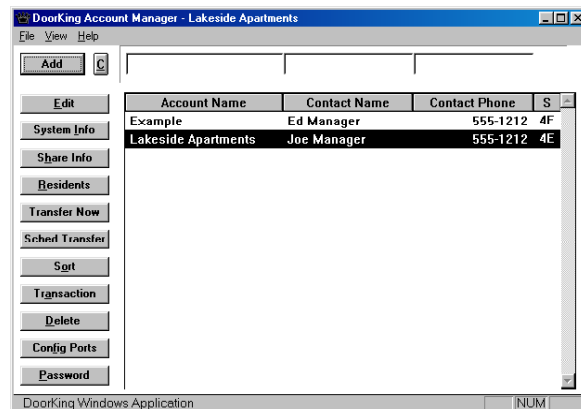 DoorKing Account Manager - Lakeside Apartments
File View Help
Add C
Edit
System Info
Share Info
Residents
Transfer Now
Sched Transfer
Sort
Transaction
Delete
Config Ports
Password
Account Name Contact Name Contact Phone S
Example Ed Manager 555-1212 4F
Lakeside Apartments Joe Manager 555-1212 4E
DoorKing Windows Application NUM